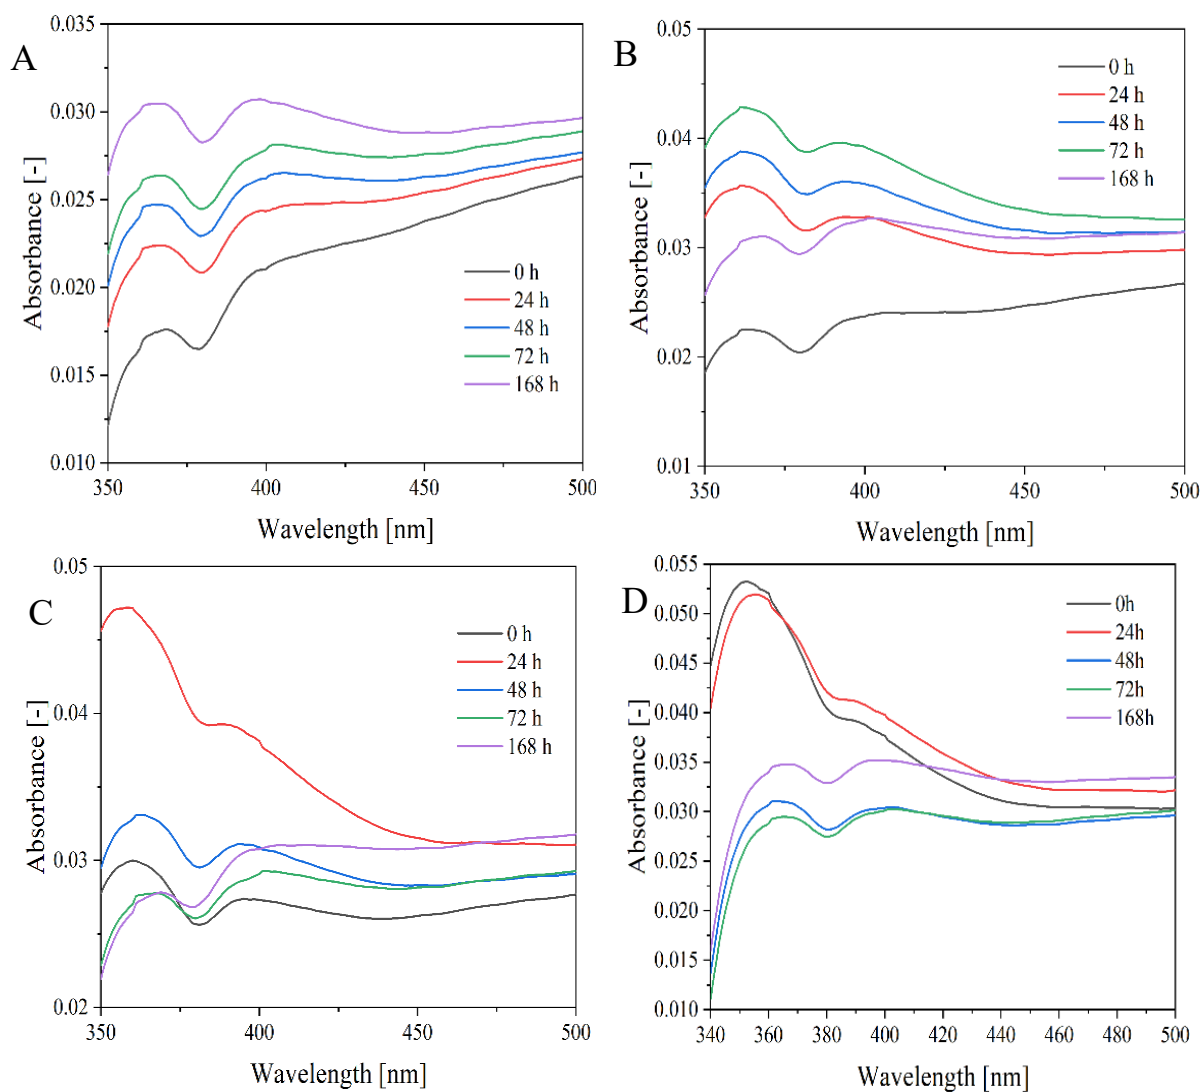 A
Absorbance [-]
0.035
0.030
0.025
0.020
0.015
0.010
350
400
450
500
Wavelength [nm]
0 h
24 h
48 h
72 h
168 h
B
Absorbance [-]
0.05
0.04
0.03
0.02
0.01
350
400
450
500
Wavelength [nm]
0 h
24 h
48 h
72 h
168 h
C
Absorbance [-]
0.05
0.04
0.03
0.02
350
400
450
500
Wavelength [nm]
0 h
24 h
48 h
72 h
168 h
D
Absorbance [-]
0.055
0.050
0.045
0.040
0.035
0.030
0.025
0.020
0.015
0.010
340
360
380
400
420
440
460
480
500
Wavelength [nm]
0h
24h
48h
72h
168h